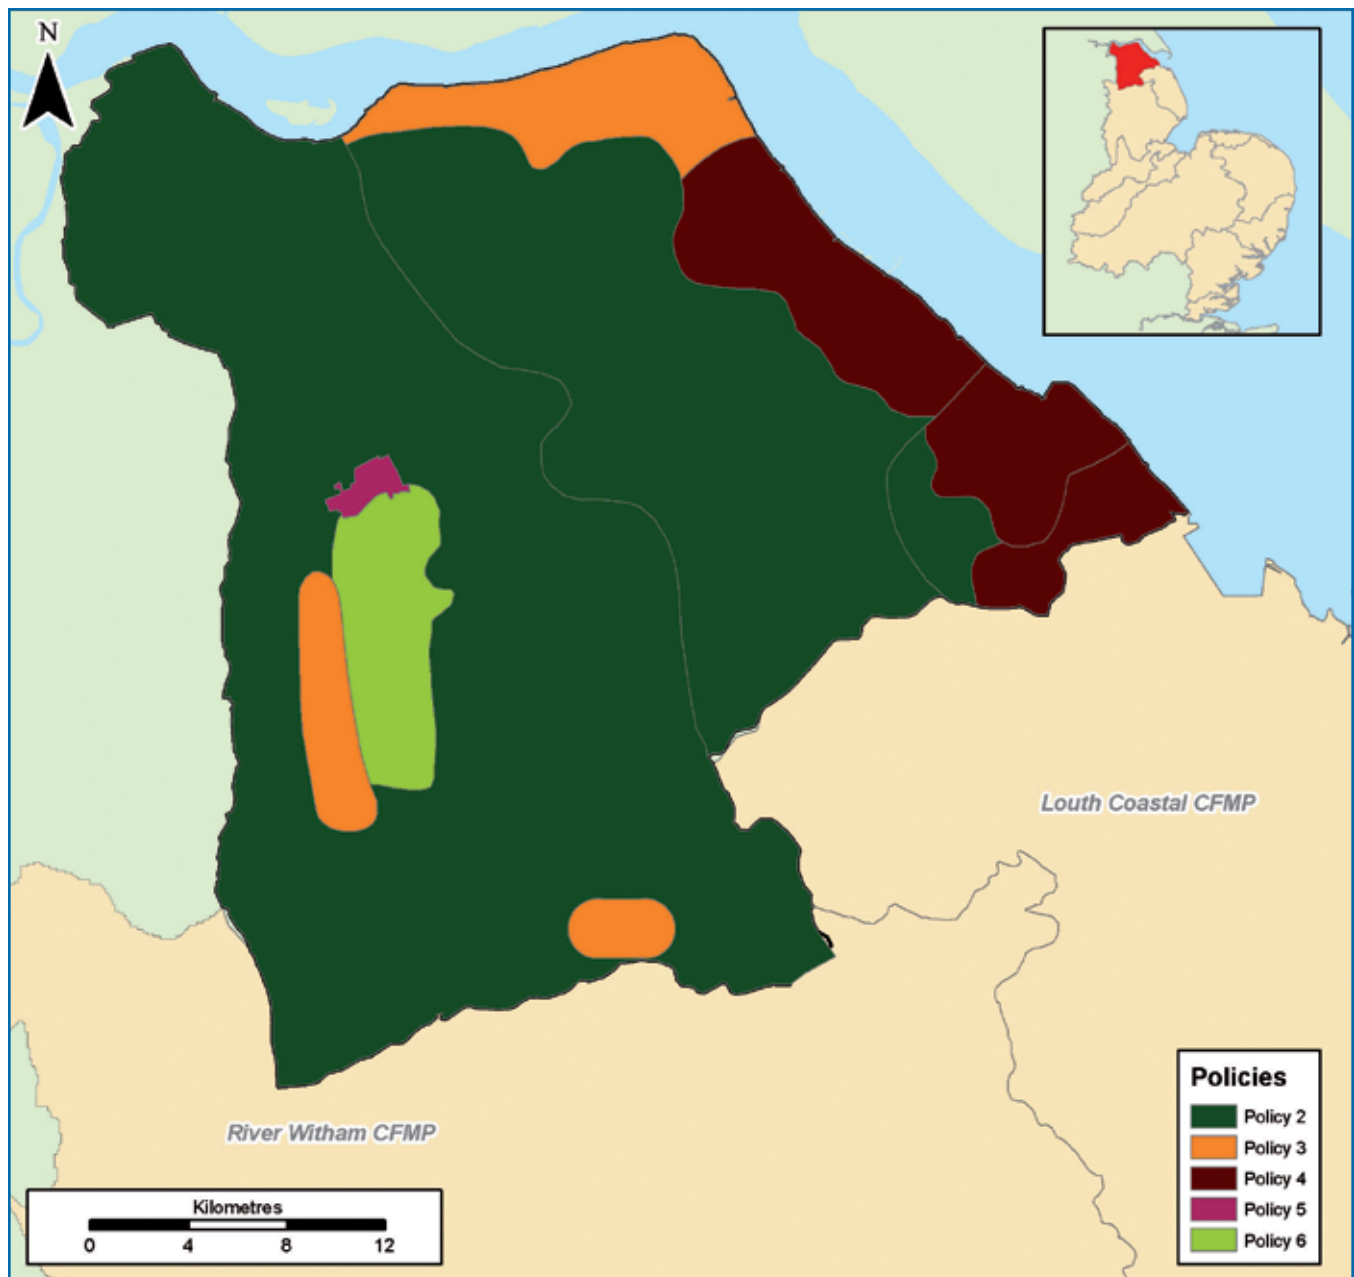 N
Louth Coastal CFMP
River Witham CFMP
Policies
Policy 2
Policy 3
Policy 4
Policy 5
Policy 6
Kilometres
0 4 8 12